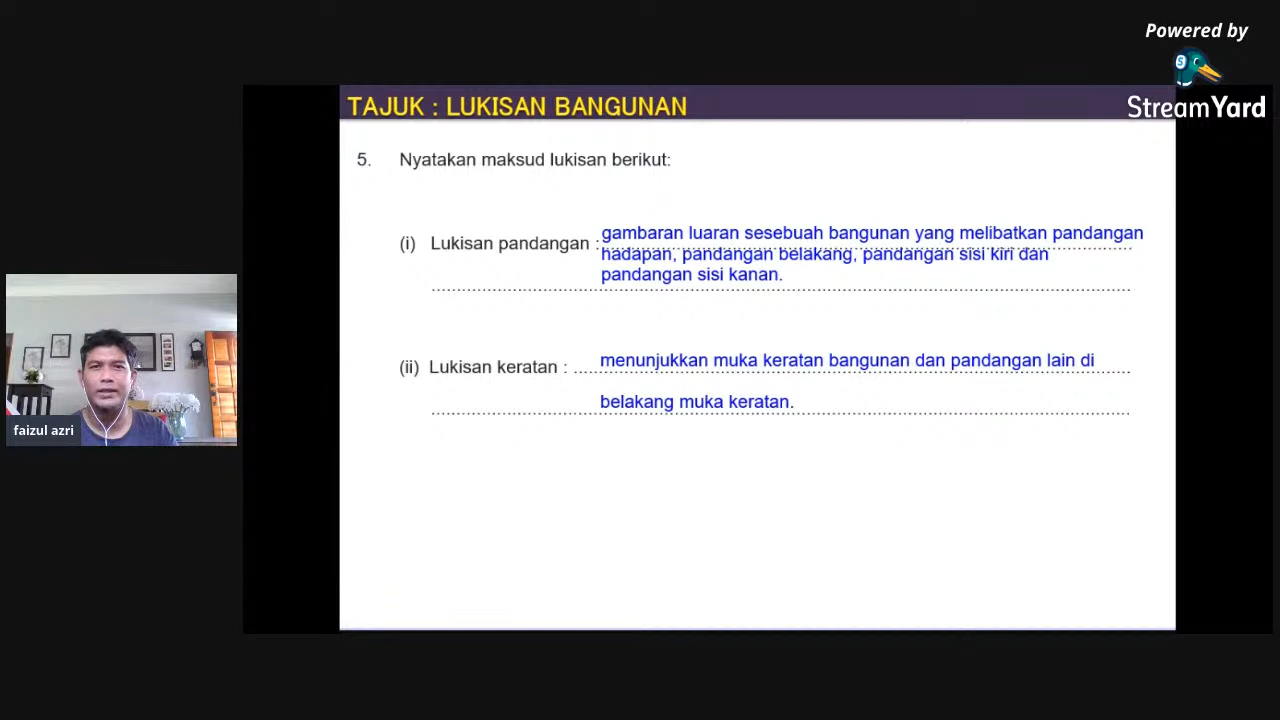 Powered by
StreamYard
TAJUK : LUKISAN BANGUNAN
5. Nyatakan maksud lukisan berikut:
(i) Lukisan pandangan : gambaran luaran sesebuah bangunan yang melibatkan pandangan
hadapan, pandangan belakang, pandangan sisi kiri dan
pandangan sisi kanan.
(ii) Lukisan keratan : menunjukkan muka keratan bangunan dan pandangan lain di
belakang muka keratan.
faizul azri